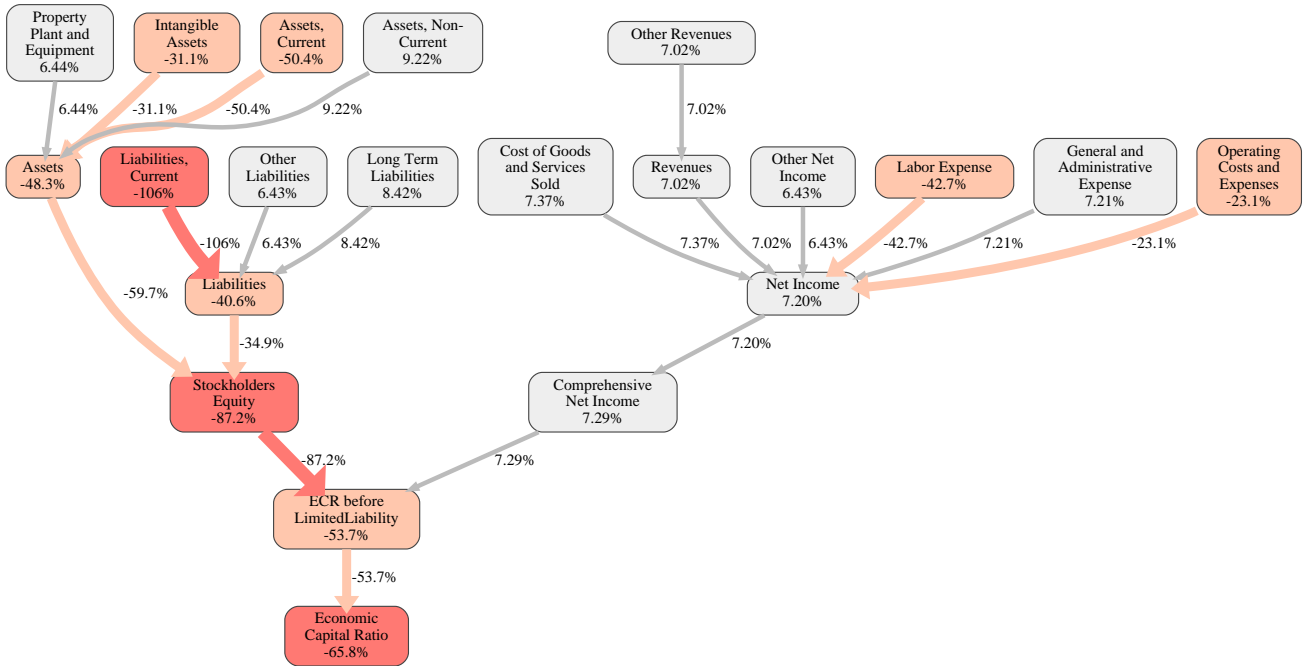 Property
Plant and
Equipment
6.44%
Intangible
Assets
-31.1%
Assets,
Current
-50.4%
Assets, Non-
Current
9.22%
Other Revenues
7.02%
6.44%
-31.1%
-50.4%
9.22%
7.02%
Assets
-48.3%
Liabilities,
Current
-106%
Other
Liabilities
6.43%
Long Term
Liabilities
8.42%
Cost of Goods
and Services
Sold
7.37%
Revenues
7.02%
Other Net
Income
6.43%
Labor Expense
-42.7%
General and
Administrative
Expense
7.21%
Operating
Costs and
Expenses
-23.1%
-59.7%
-106%
6.43%
8.42%
7.37%
7.02%
6.43%
-42.7%
7.21%
-23.1%
Liabilities
-40.6%
Net Income
7.20%
-34.9%
7.20%
Stockholders
Equity
-87.2%
Comprehensive
Net Income
7.29%
-87.2%
7.29%
ECR before
LimitedLiability
-53.7%
-53.7%
Economic
Capital Ratio
-65.8%